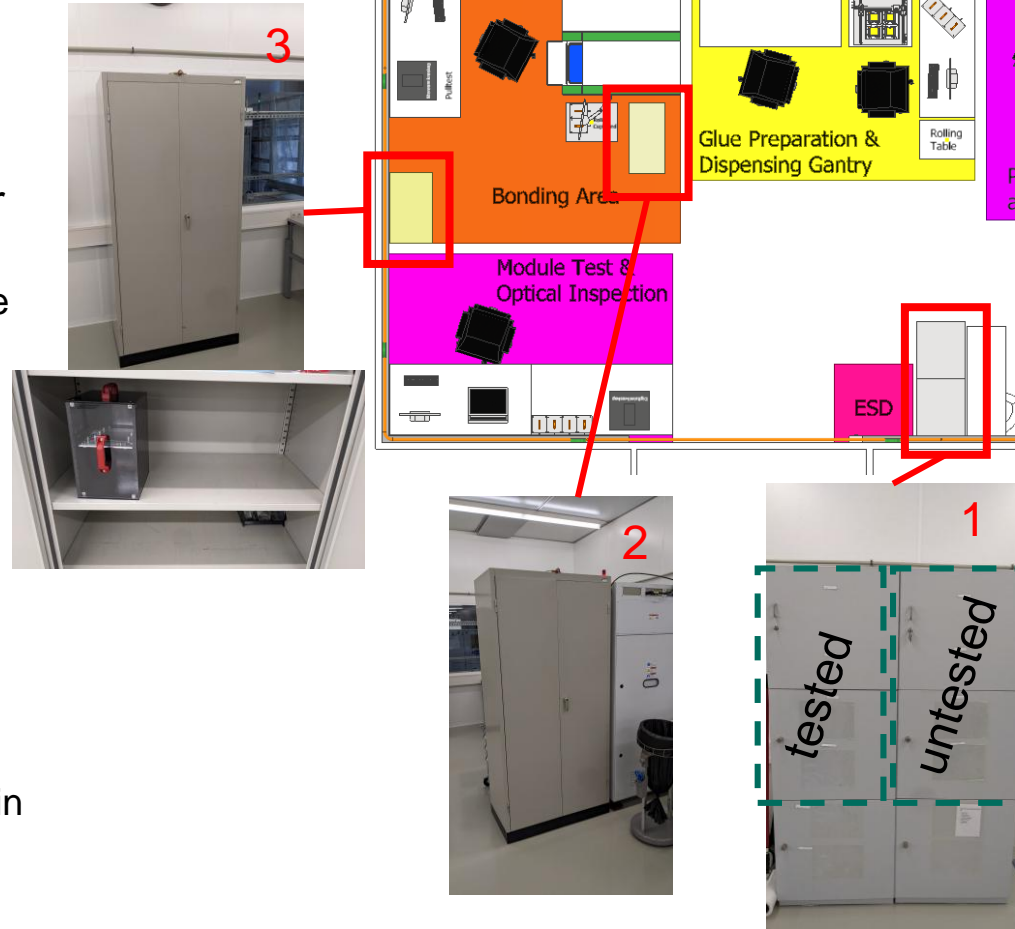 3
Pulltest
Glue Preparation &
Dispensing Gantry
Rolling
Table
Bonding Area
Module Test &
Optical Inspection
ESD
2
1
tested
untested
in